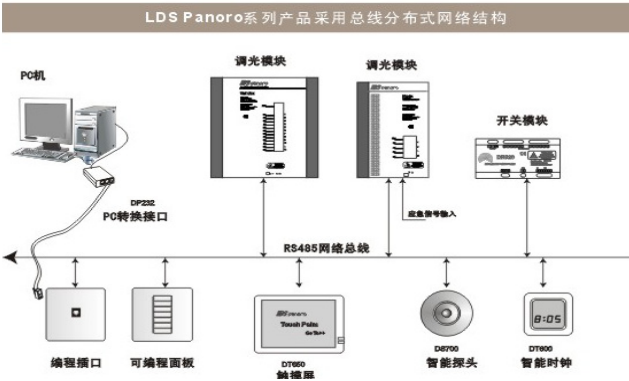 LDS Panoro系列产品采用总线分布式网络结构
PC机
调光模块
调光模块
开关模块
DP232
PC转换接口
应急信号输入
RS485网络总线
Touch Palm
8:05
编程插口
可编程面板
DT650
触摸屏
DS700
智能探头
DT600
智能时钟